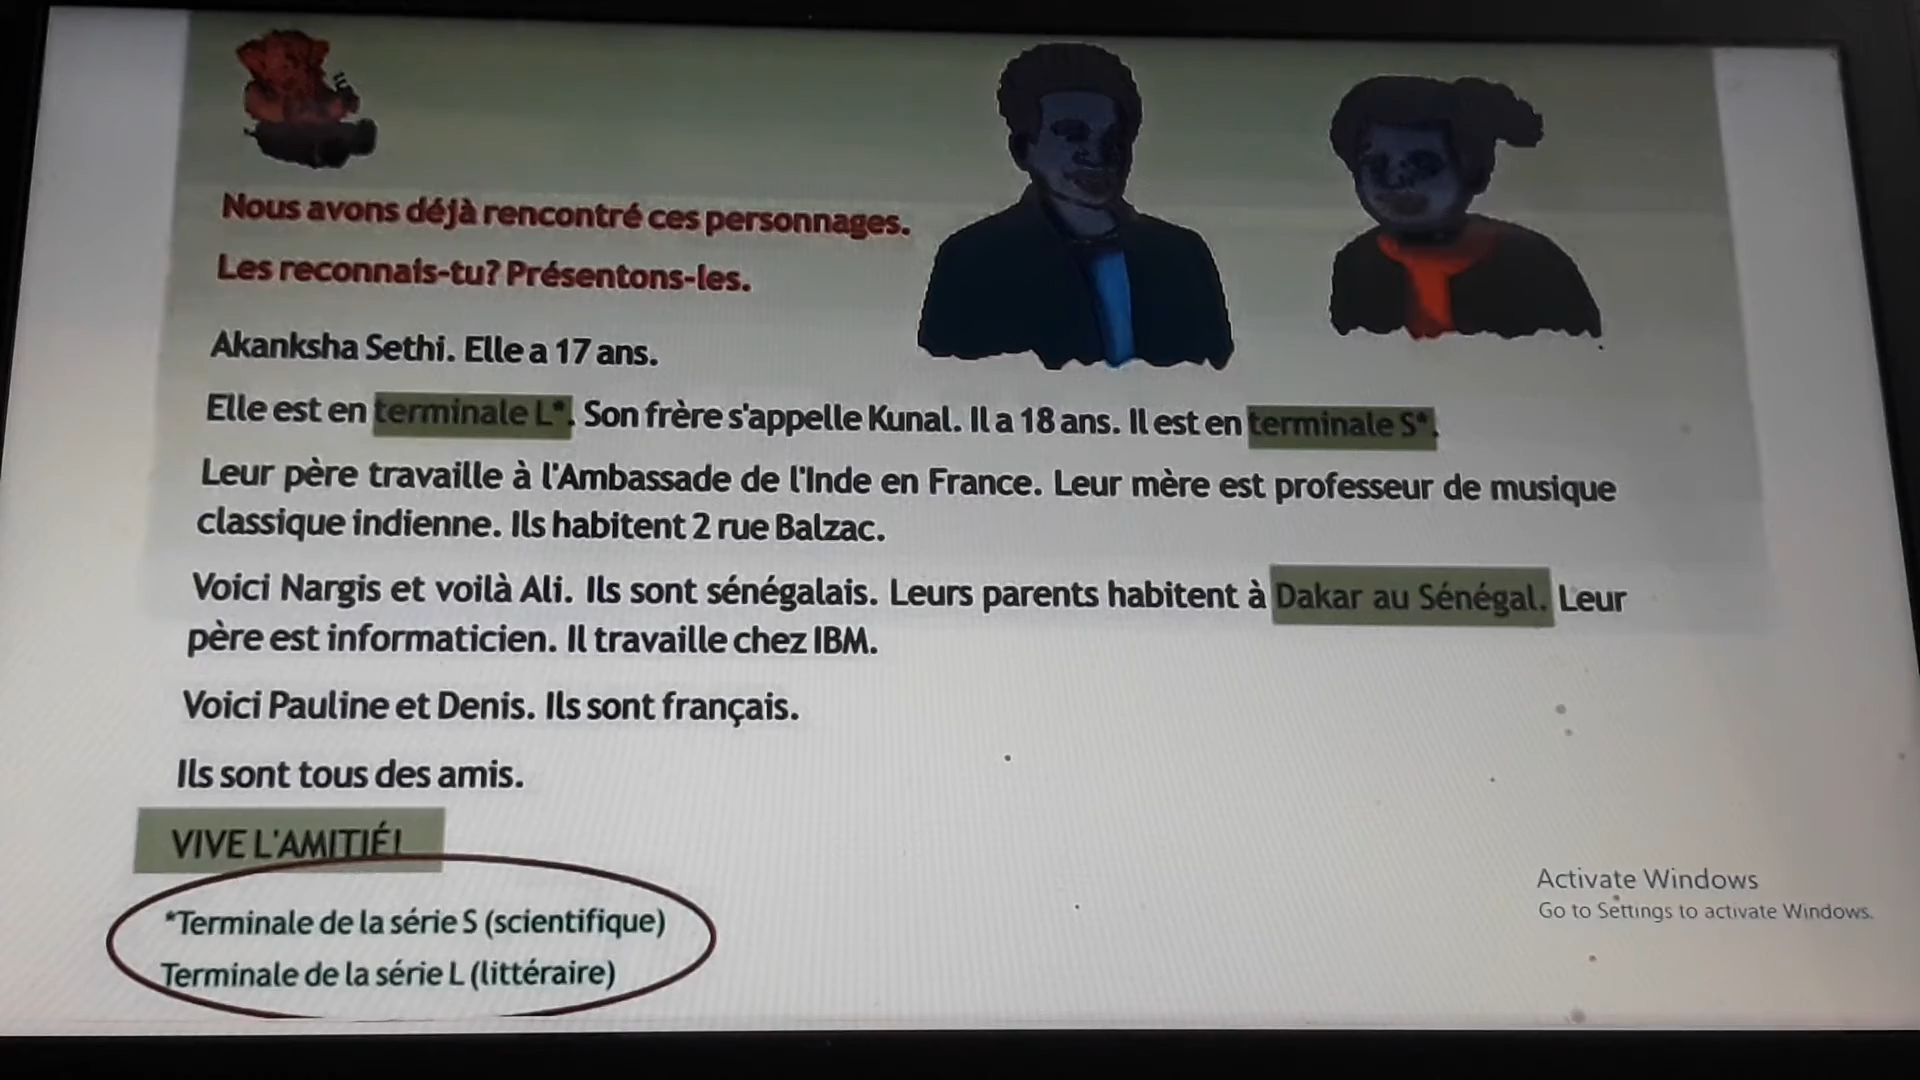 Nous avons déjà rencontré ces personnages.
Les reconnais-tu? Présentons-les.
Akanksha Sethi. Elle a 17 ans.
Elle est en terminale L*. Son frère s'appelle Kunal. Il a 18 ans. Il est en terminale S*.
Leur père travaille à l'Ambassade de l'Inde en France. Leur mère est professeur de musique
classique indienne. Ils habitent 2 rue Balzac.
Voici Nargis et voilà Ali. Ils sont sénégalais. Leurs parents habitent à Dakar au Sénégal. Leur
père est informaticien. Il travaille chez IBM.
Voici Pauline et Denis. Ils sont français.
Ils sont tous des amis.
VIVE L'AMITIÉ!
*Terminale de la série S (scientifique)
Terminale de la série L (littéraire)
Activate Windows
Go to Settings to activate Windows.